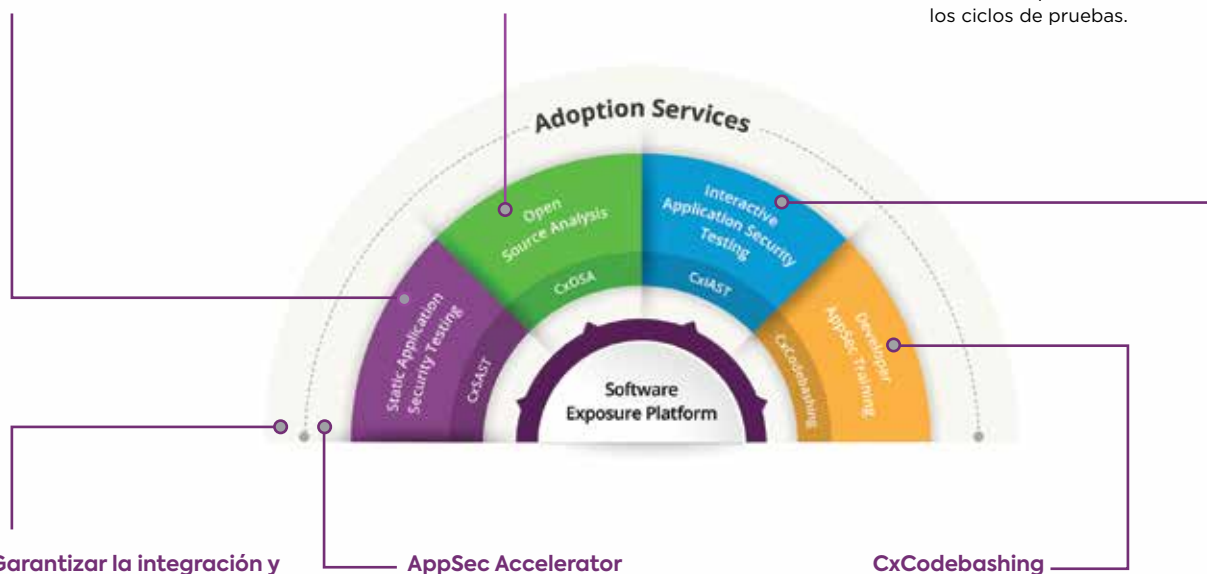 los ciclos de pruebas.
Adoption Services
Open
Source Analysis
CxOSA
Interactive
Application Security
Testing
CxIAST
Static Application
Security Testing
CxSAST
Developer
AppSec Training
CxCodebashing
Software
Exposure Platform
Garantizar la integración y
AppSec Accelerator
CxCodebashing